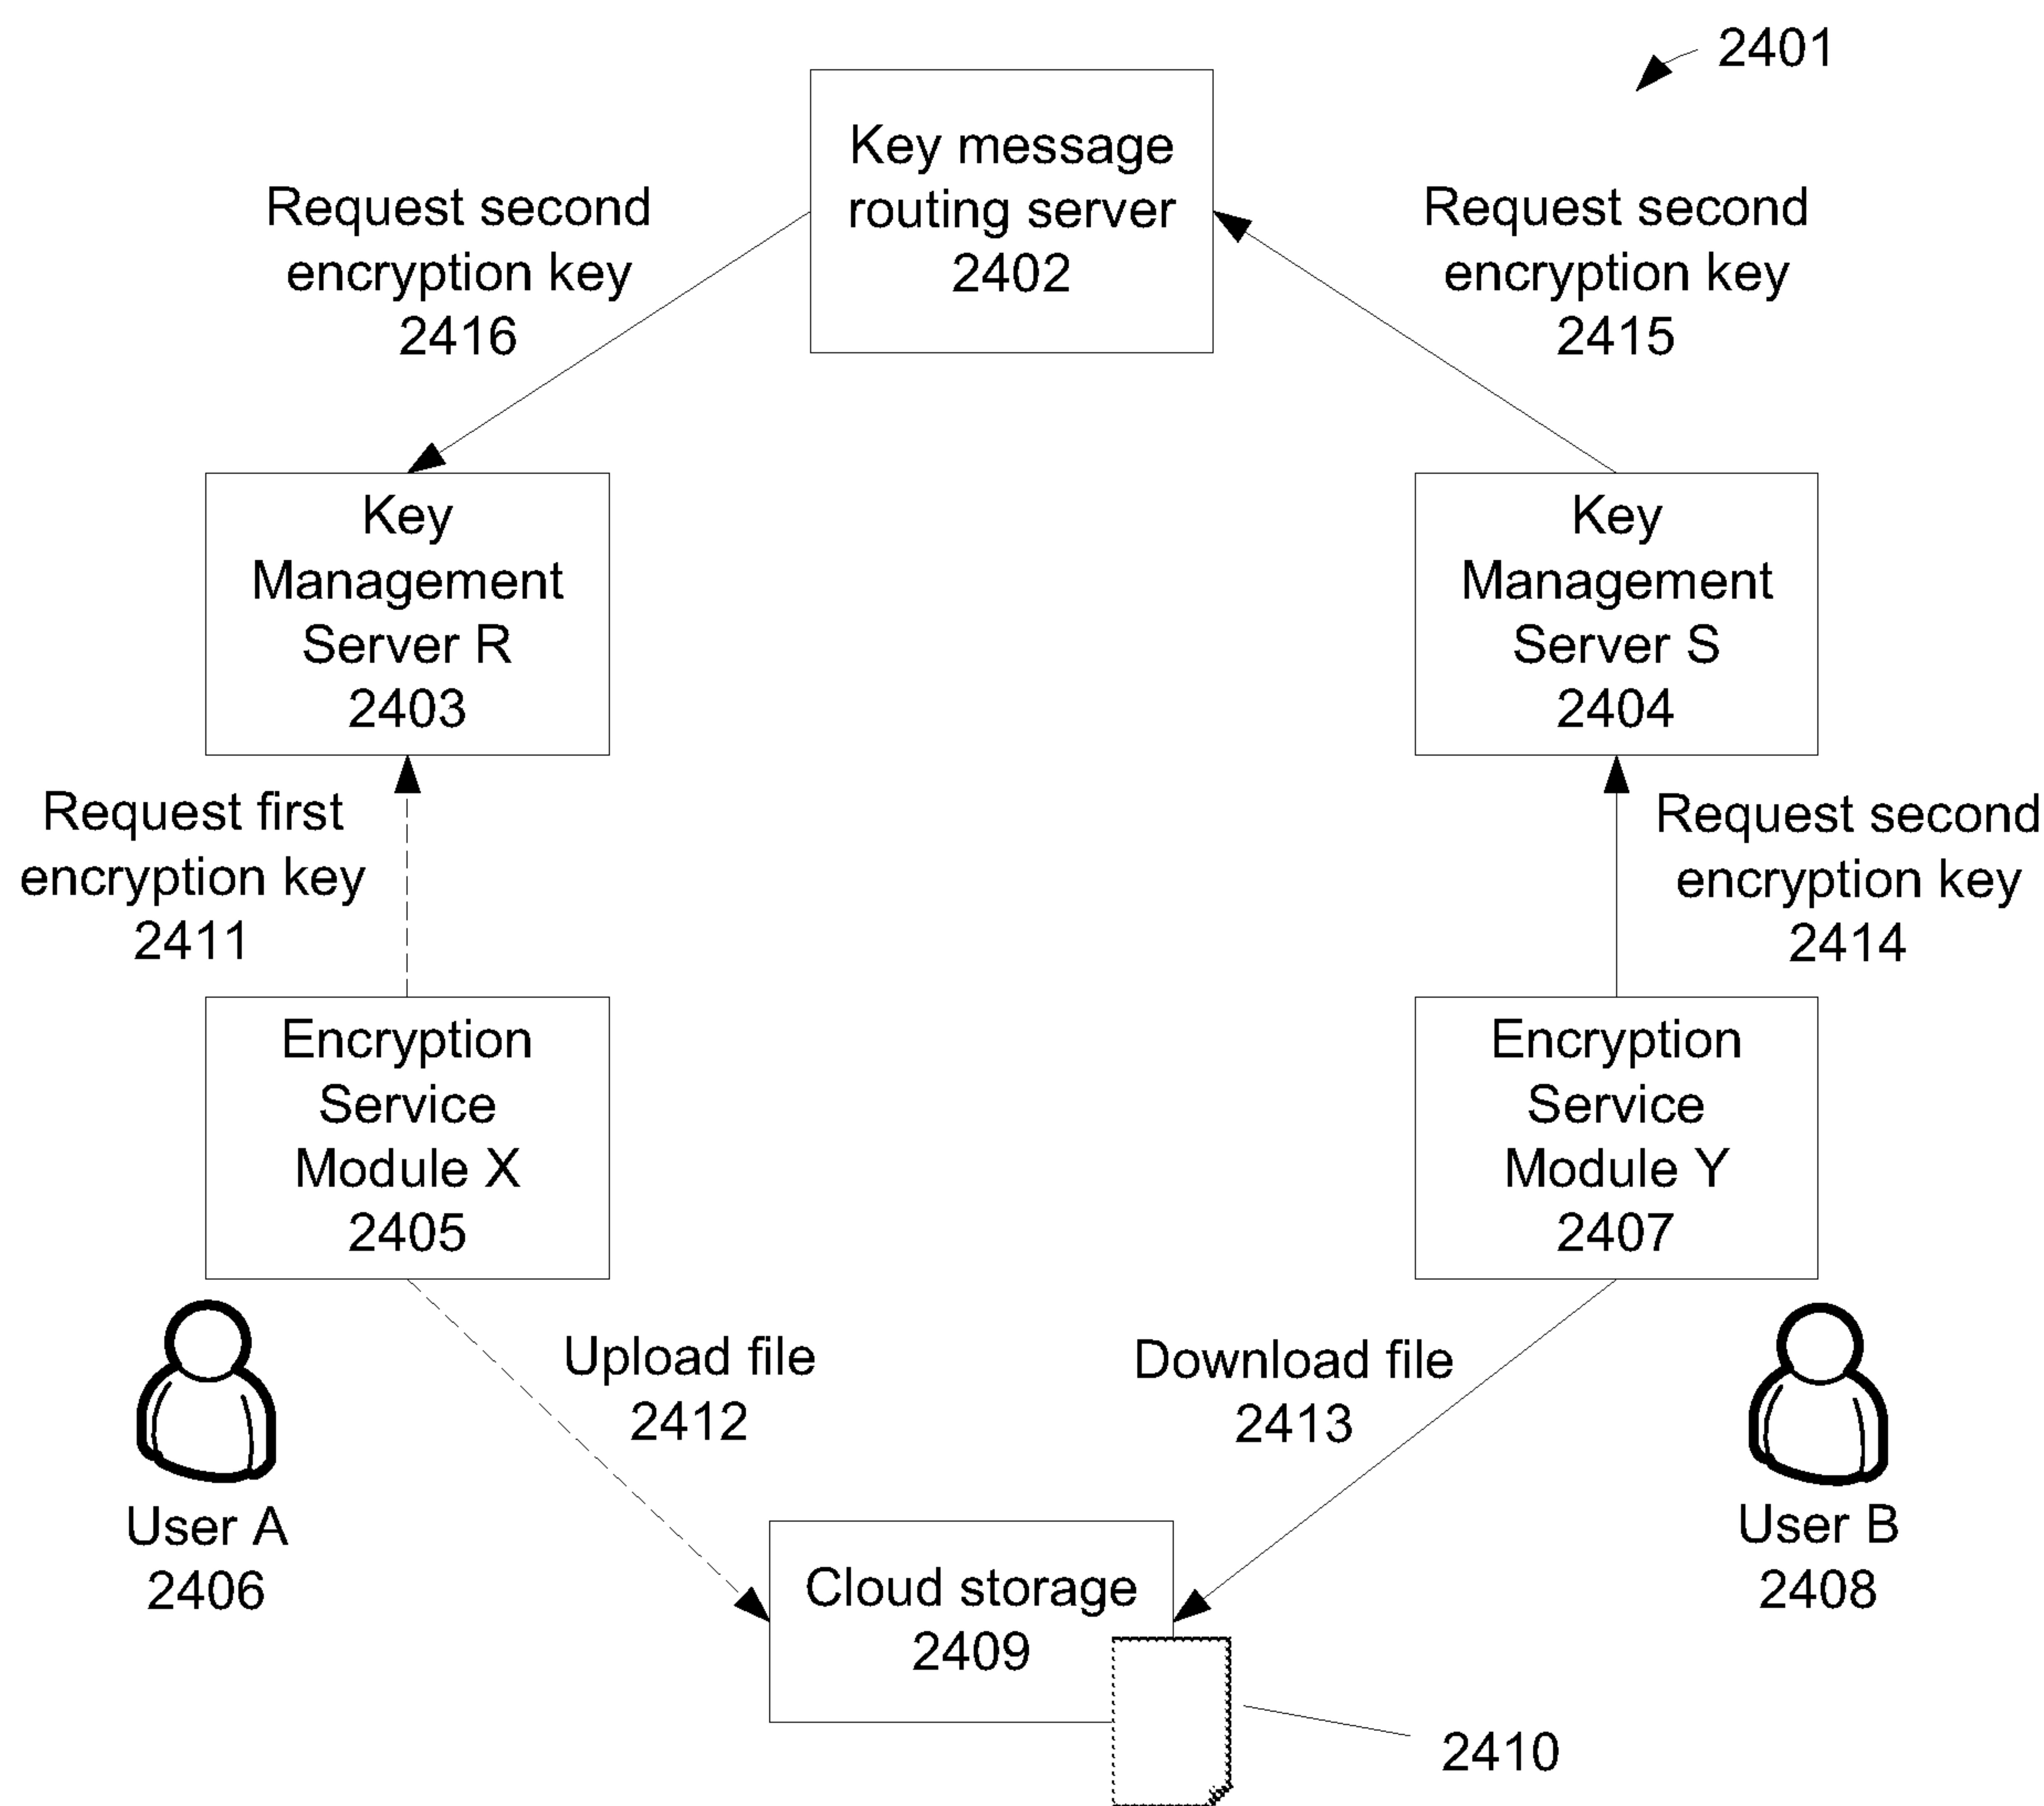 2401
Key message
routing server
2402
Request second
encryption key
2416
Request second
encryption key
2415
Key
Management
Server R
2403
Key
Management
Server S
2404
Request first
encryption key
2411
Request second
encryption key
2414
Encryption
Service
Module X
2405
Encryption
Service
Module Y
2407
Upload file
2412
Download file
2413
User A
2406
User B
2408
Cloud storage
2409
2410